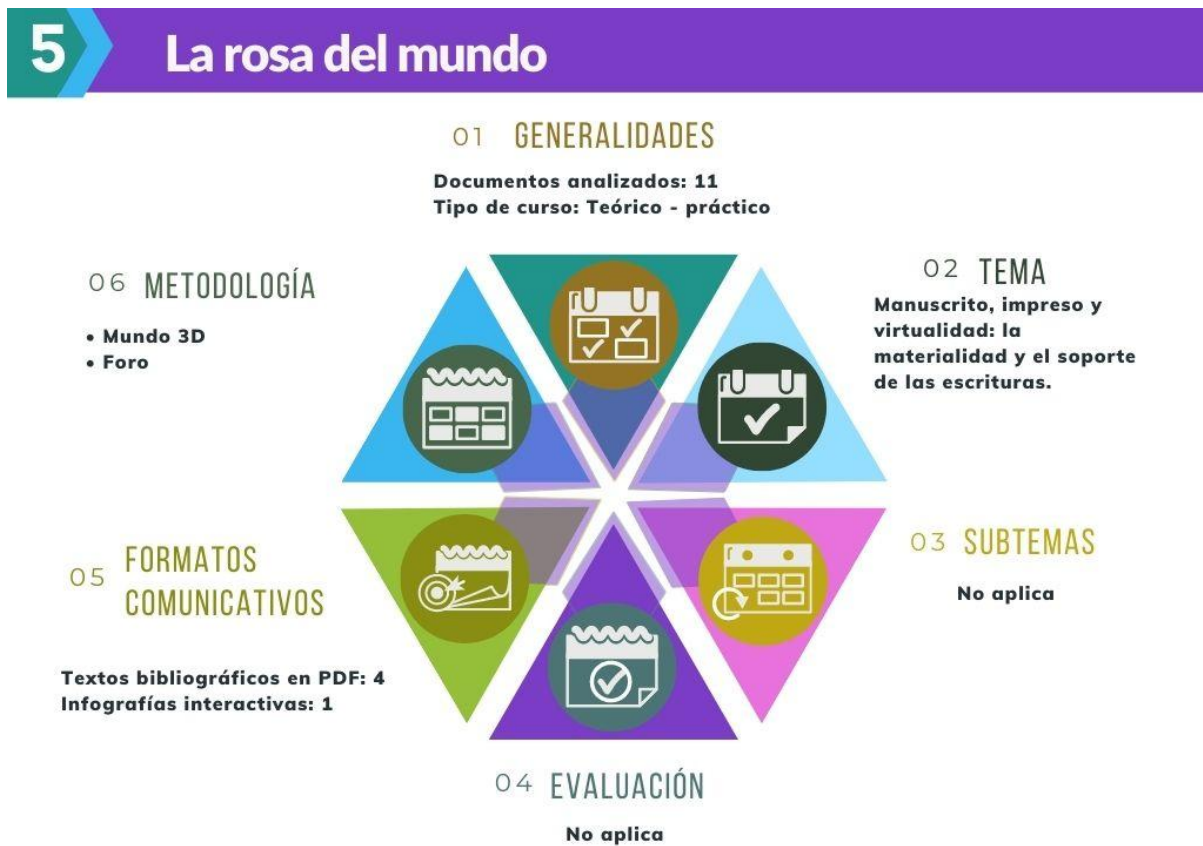 5
La rosa del mundo
01 GENERALIDADES
Documentos analizados: 11
Tipo de curso: Teórico - práctico
02 TEMA
Manuscrito, impreso y
virtualidad: la
materialidad y el soporte
de las escrituras.
03 SUBTEMAS
No aplica
04 EVALUACIÓN
No aplica
05 FORMATOS
COMUNICATIVOS
Textos bibliográficos en PDF: 4
Infografías interactivas: 1
06 METODOLOGÍA
• Mundo 3D
• Foro